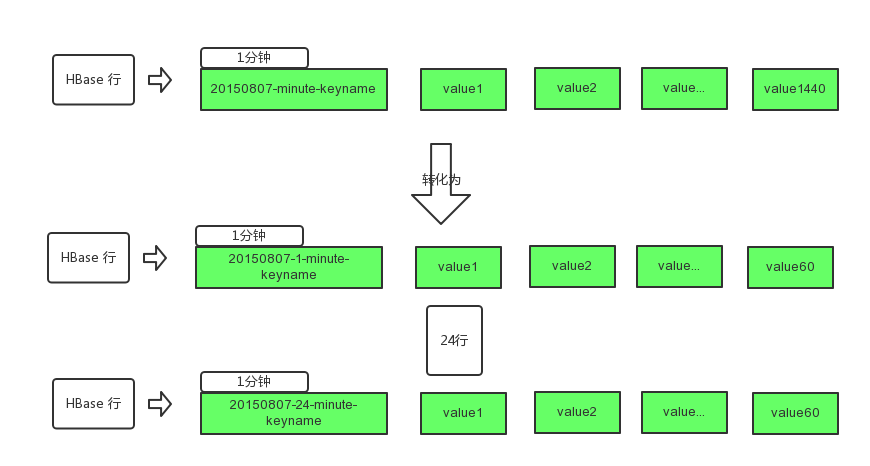 1分钟
HBase 行
20150807-minute-keyname
value1
value2
value...
value1440
转化为
1分钟
HBase 行
20150807-1-minute-
keyname
value1
value2
value...
value60
24行
1分钟
HBase 行
20150807-24-minute-
keyname
value1
value2
value...
value60